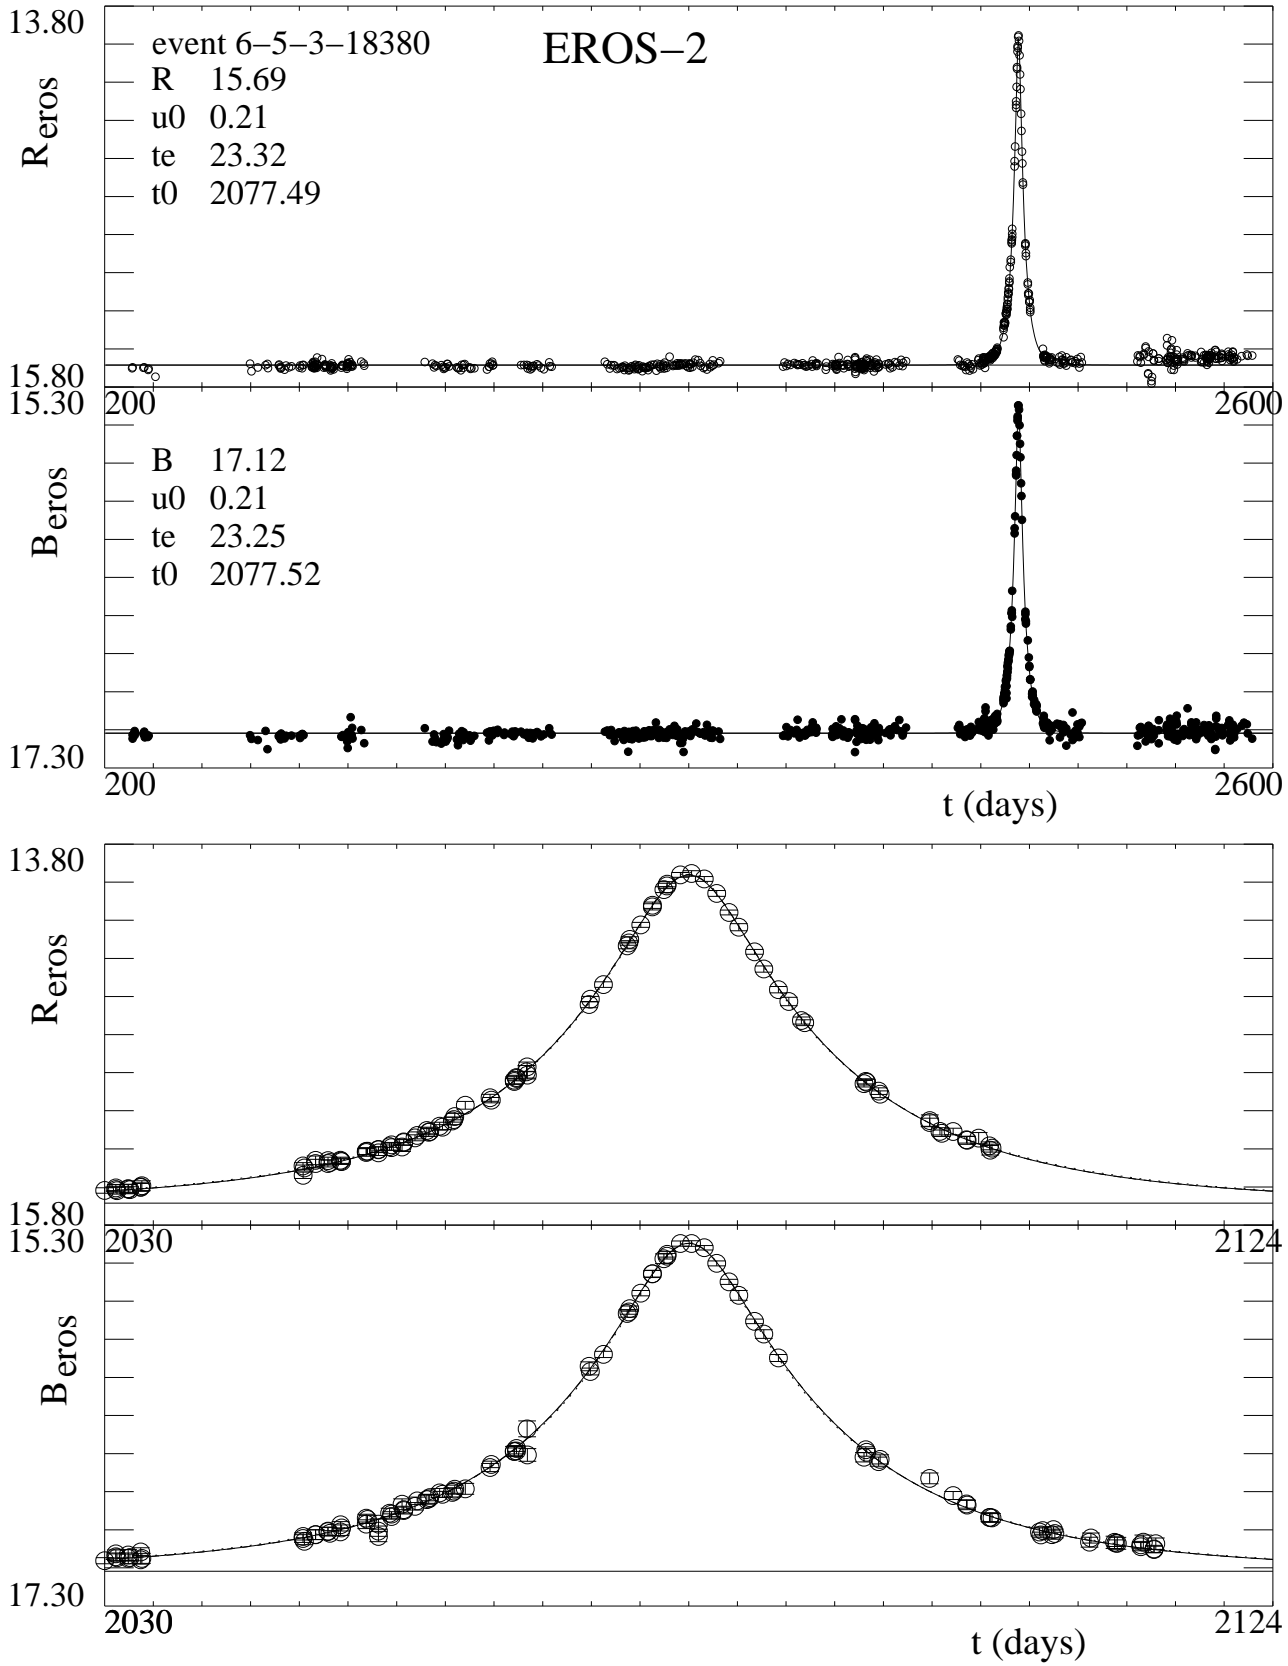 13.80
event 6−5−3−18380
EROS−2
R 15.69
u0 0.21
te 23.32
t0 2077.49
Reros
15.80
200
2600
15.30
B 17.12
u0 0.21
te 23.25
t0 2077.52
Beros
17.30
200
2600
t (days)
13.80
Reros
15.80
2030
2124
15.30
Beros
17.30
2030
2124
t (days)